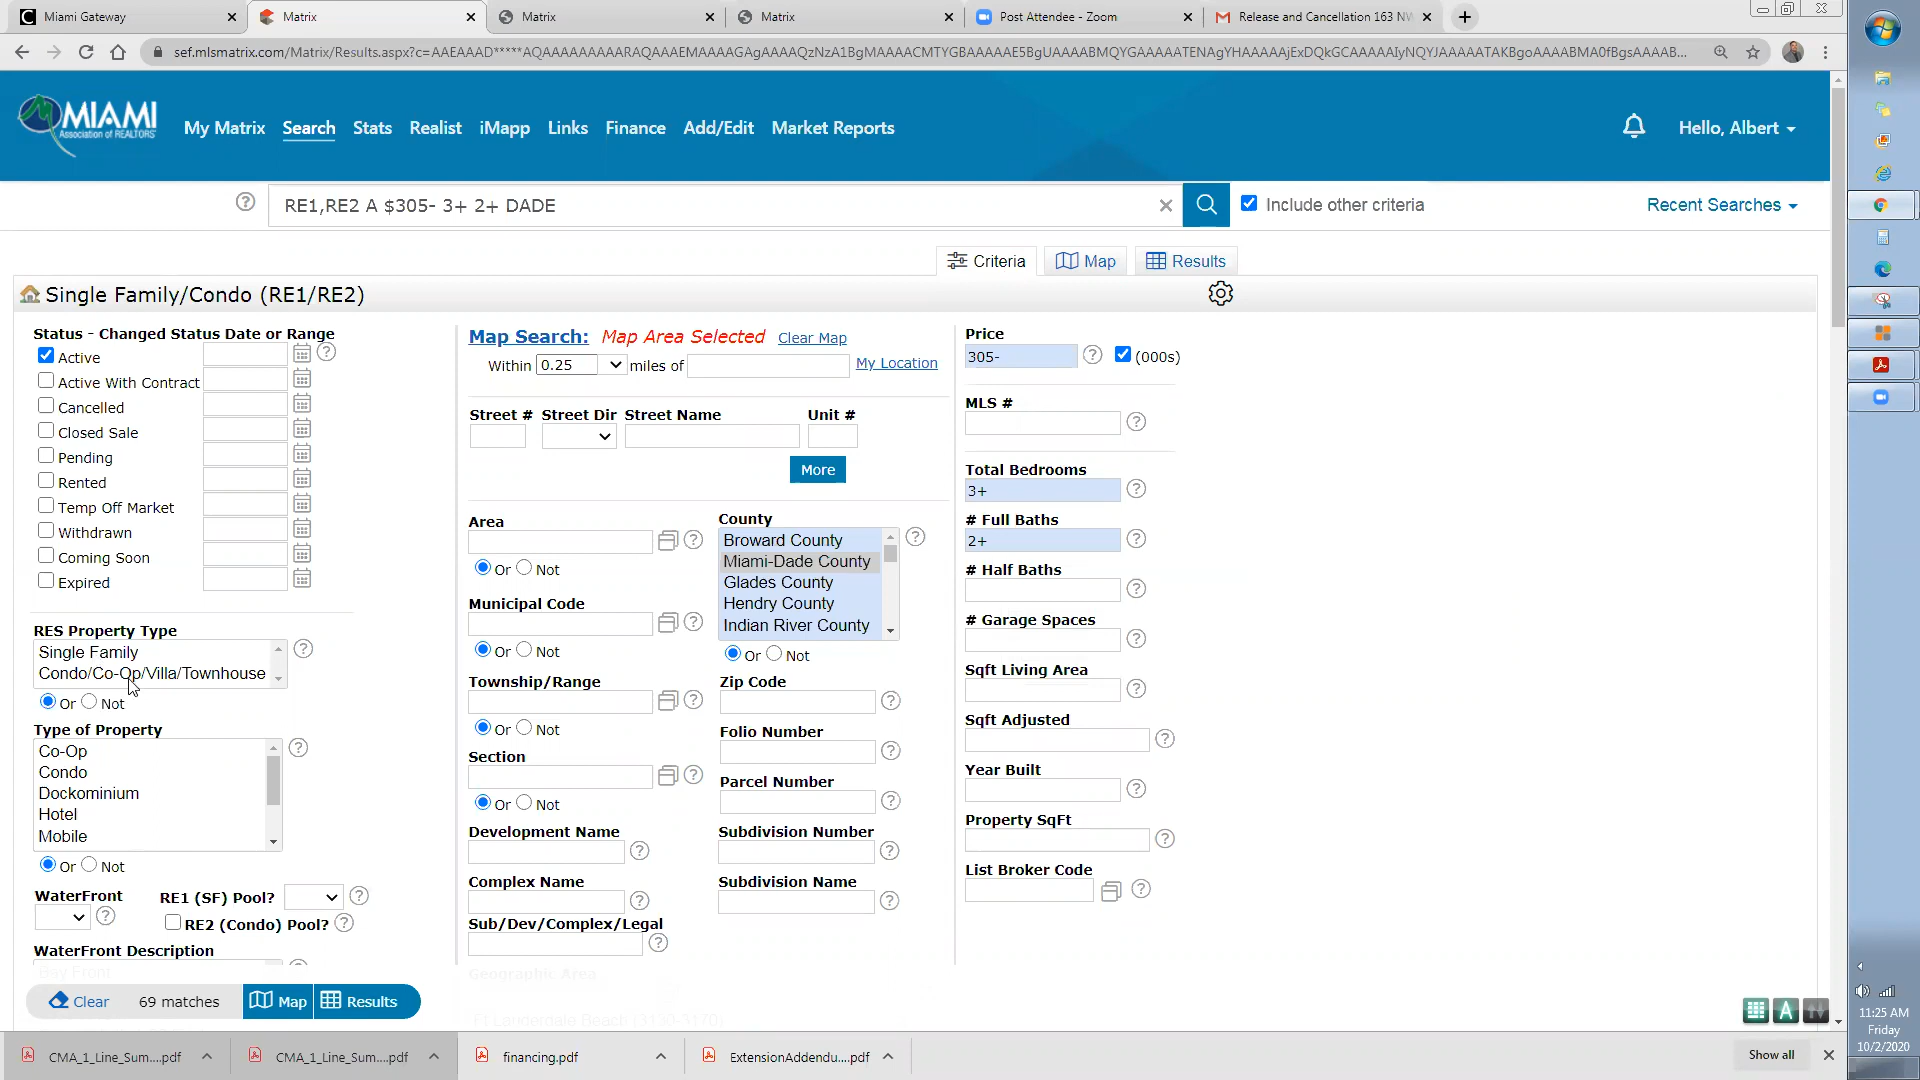 Miami Gateway
Matrix
Matrix
Matrix
Post Attendee - Zoom
Release and Cancellation 163 NW
sef.mlsmatrix.com/Matrix/Results.aspx?c=AAEAAAD*****AQAAAAAAAAARAQAAAEMAAAAGAgAAAAQzNzA1BgMAAAACMTYGBAAAAAE5BgUAAAABMQYGAAAAATENAgYHAAAAAjExDQkGCAAAAAIyNQYJAAAAATAKBgoAAAABMA0fBgsAAAAB...
MIAMI
Association of REALTORS®
My Matrix
Search
Stats
Realist
iMapp
Links
Finance
Add/Edit
Market Reports
Hello, Albert
RE1,RE2 A $305- 3+ 2+ DADE
Include other criteria
Recent Searches
Criteria
Map
Results
Single Family/Condo (RE1/RE2)
Status - Changed Status Date or Range
Active
Active With Contract
Cancelled
Closed Sale
Pending
Rented
Temp Off Market
Withdrawn
Coming Soon
Expired
RES Property Type
Single Family
Condo/Co-Op/Villa/Townhouse
Or Not
Type of Property
Co-Op
Condo
Dockominium
Hotel
Mobile
Or Not
WaterFront
RE1 (SF) Pool?
RE2 (Condo) Pool?
WaterFront Description
Bay Front
Clear
69 matches
Map
Results
Map Search: Map Area Selected Clear Map
Within 0.25 miles of
My Location
Street # Street Dir Street Name Unit #
More
Area
Or Not
Municipal Code
Or Not
Township/Range
Or Not
Section
Or Not
Development Name
Complex Name
Sub/Dev/Complex/Legal
Geographic Area
Ft Lauderdale Beach (3130-3170)
County
Broward County
Miami-Dade County
Glades County
Hendry County
Indian River County
Or Not
Zip Code
Folio Number
Parcel Number
Subdivision Number
Subdivision Name
Price
305-
(000s)
MLS #
Total Bedrooms
3+
# Full Baths
2+
# Half Baths
# Garage Spaces
Sqft Living Area
Sqft Adjusted
Year Built
Property SqFt
List Broker Code
A
CMA_1_Line_Sum....pdf
CMA_1_Line_Sum....pdf
financing.pdf
ExtensionAddendu....pdf
Show all
11:25 AM
Friday
10/2/2020